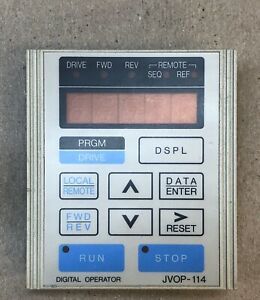 DRIVE FWD REV REMOTE
SEQ REF
PRGM
DRIVE
DSPL
LOCAL
REMOTE
DATA
ENTER
FWD
REV
>
RESET
RUN
STOP
DIGITAL OPERATOR JVOP-114